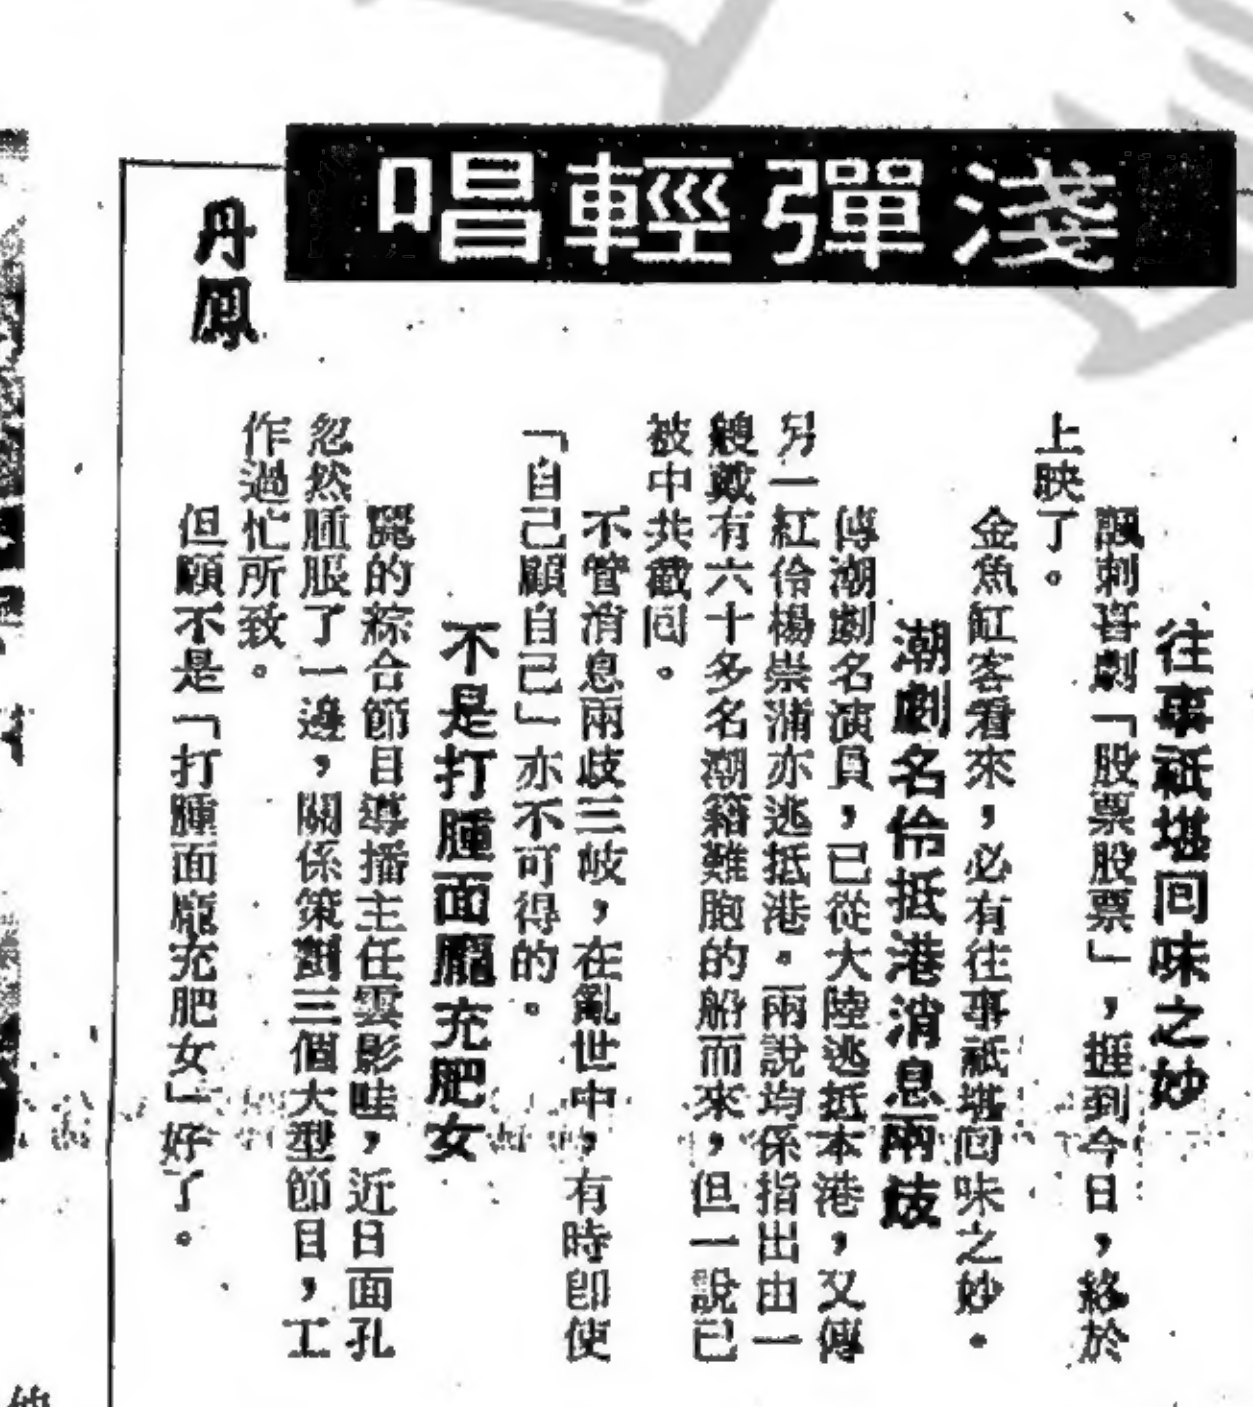 淺彈輕唱
丹鳳
往事祇堪回味之妙
諷刺喜劇「股票股票」，捱到今日，終於
上映了。
金魚缸客看來，必有往事祇堪回味之妙。
潮劇名伶抵港消息兩歧
傳潮劇名演員，已從大陸逃抵本港，又傳
另一紅伶楊崇浦亦逃抵港。兩說均係指出由一
艘戴有六十多名潮籍難胞的船而來，但一說已
被中共截回。
不管消息兩歧三岐，在亂世中，有時卽使
「自己顧自己」亦不可得的。
不是打腫面龐充肥女
麗的綜合節目導播主任雲影畦，近日面孔
忽然腫脹了一邊，關係策劃三個大型節目，工
作過忙所致。
但願不是「打腫面龐充肥女」好了。